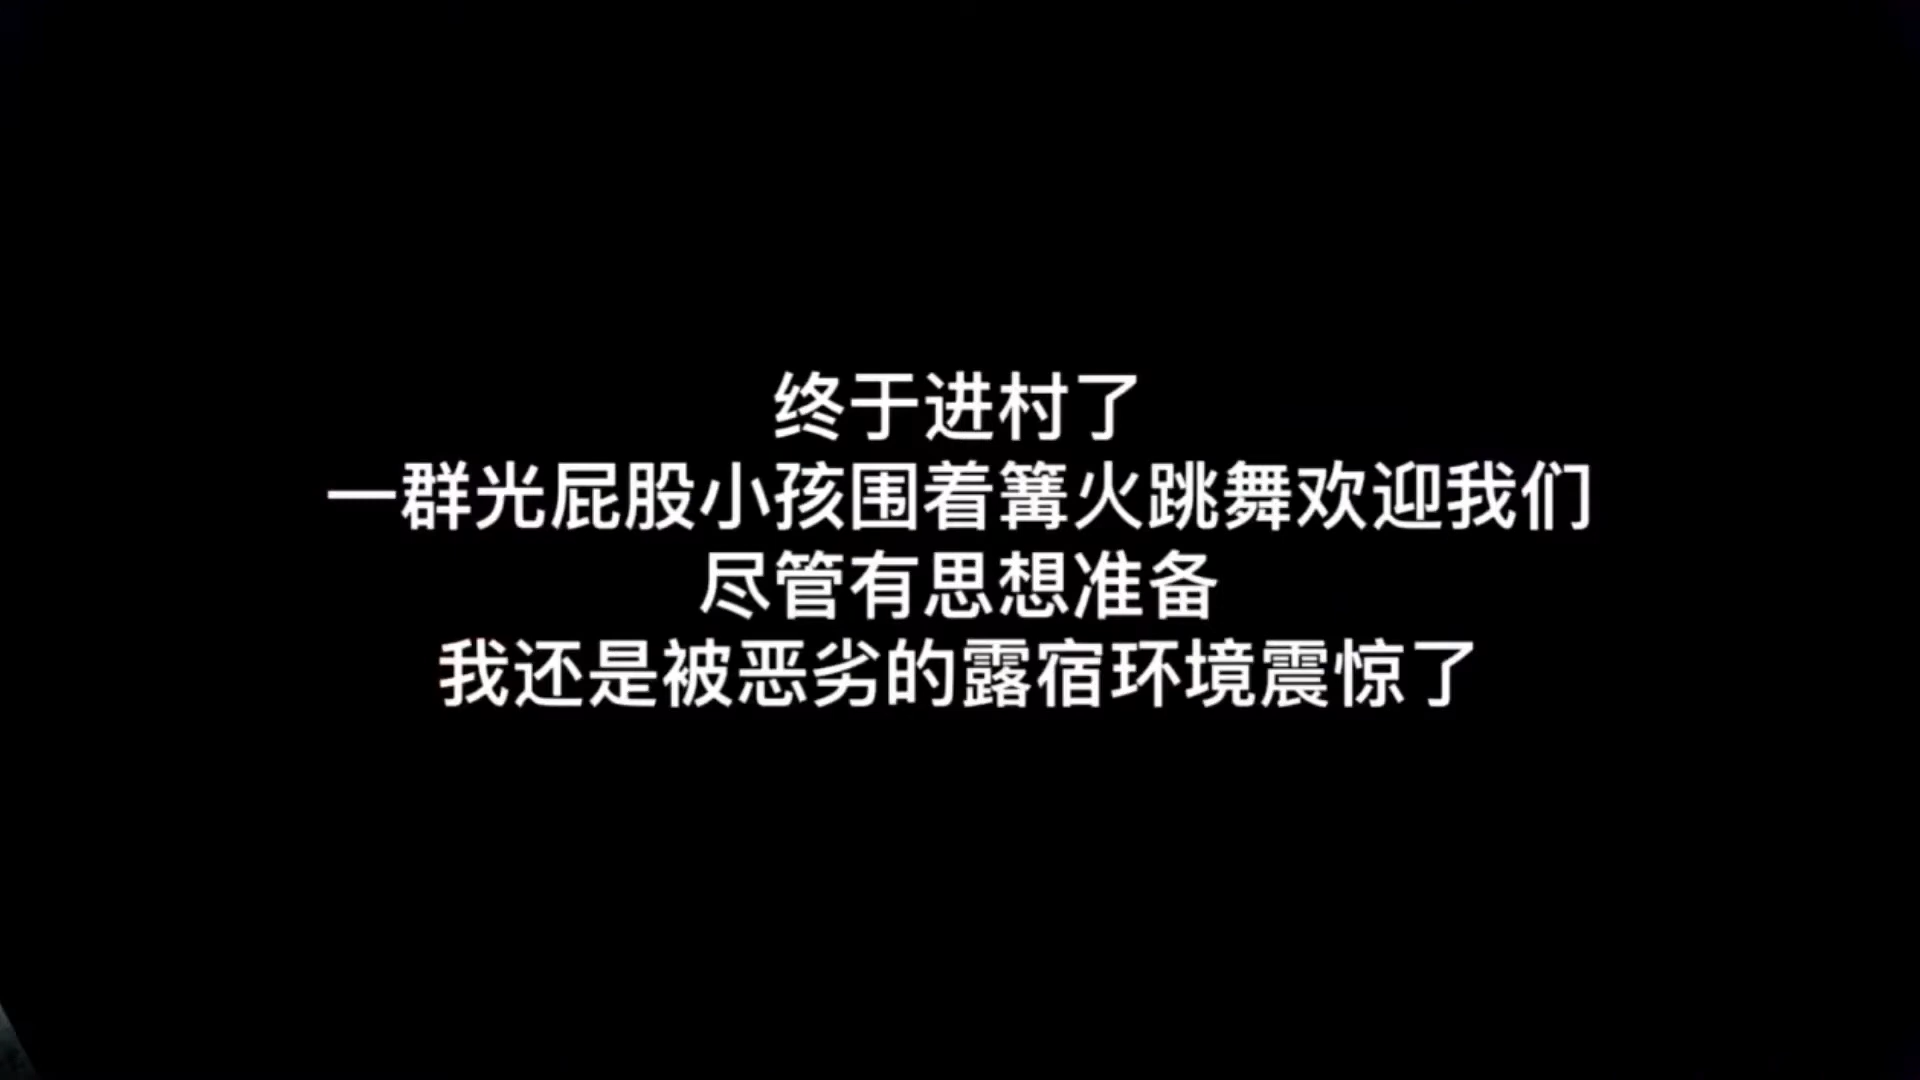 终于进村了
一群光屁股小孩围着篝火跳舞欢迎我们
尽管有思想准备
我还是被恶劣的露宿环境震惊了